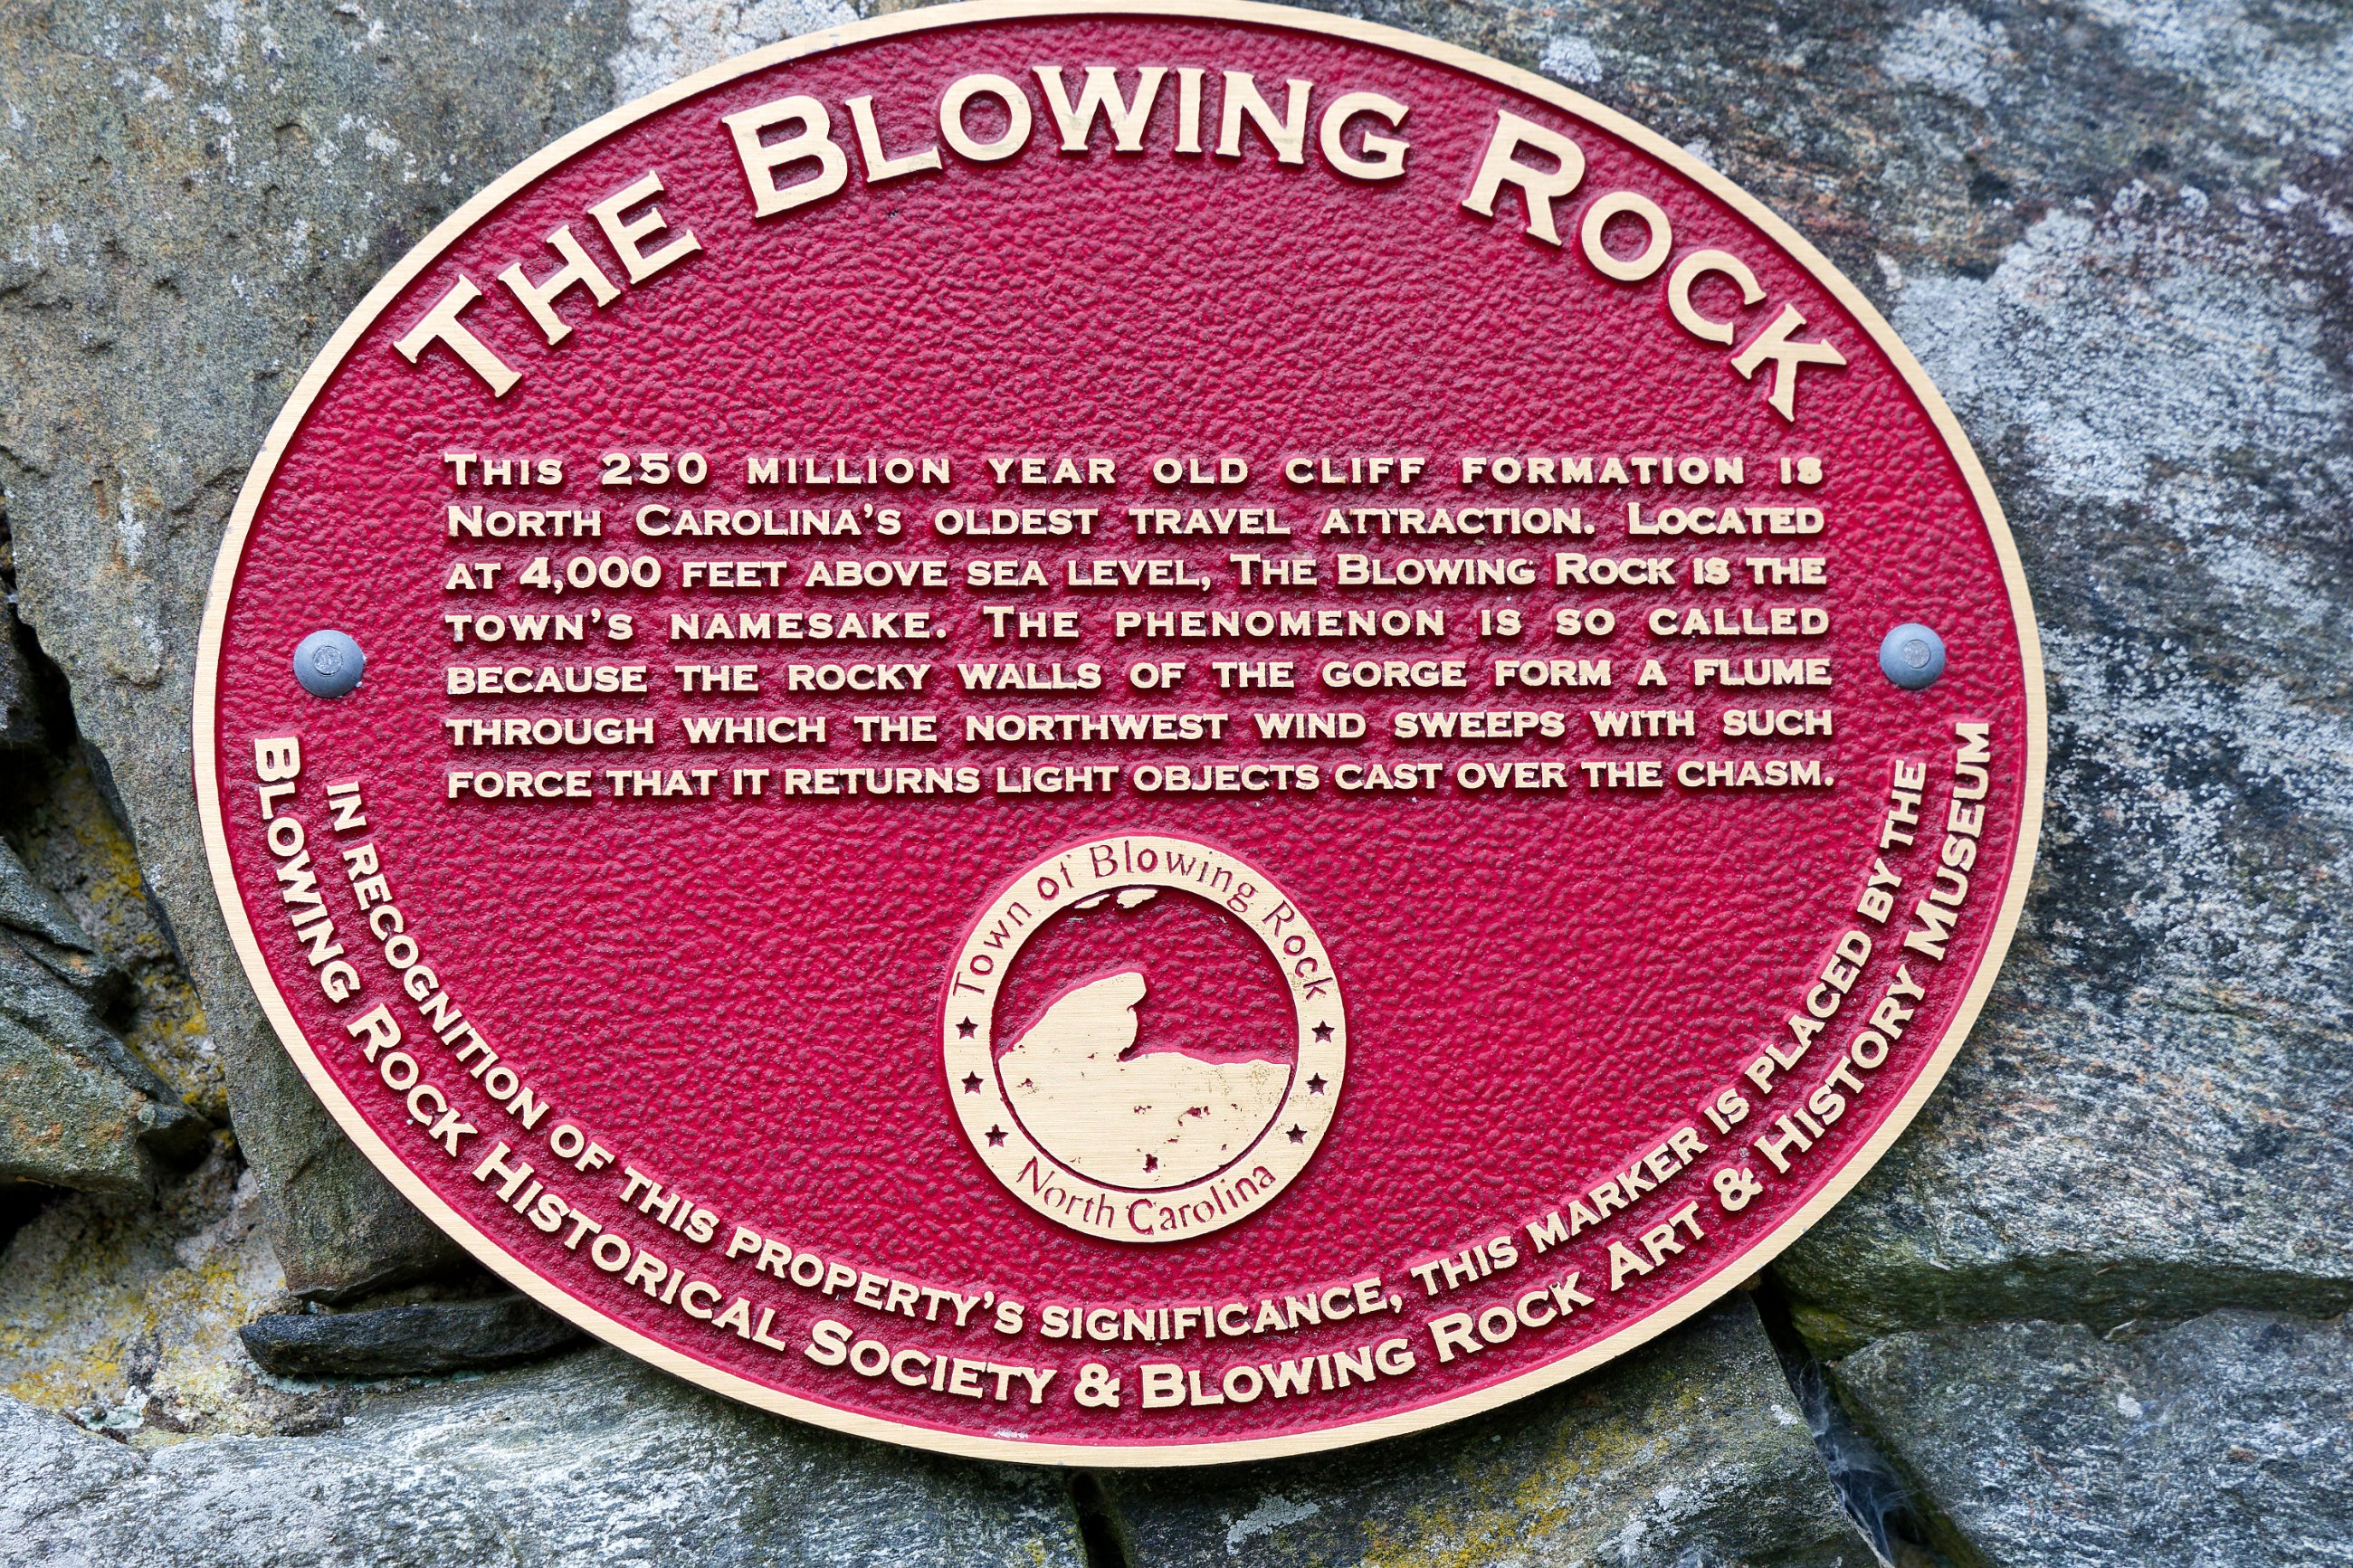 THE BLOWING ROCK
THIS 250 MILLION YEAR OLD CLIFF FORMATION IS
NORTH CAROLINA'S OLDEST TRAVEL ATTRACTION. LOCATED
AT 4,000 FEET ABOVE SEA LEVEL, THE BLOWING ROCK IS THE
TOWN'S NAMESAKE. THE PHENOMENON IS SO CALLED
BECAUSE THE ROCKY WALLS OF THE GORGE FORM A FLUME
THROUGH WHICH THE NORTHWEST WIND SWEEPS WITH SUCH
FORCE THAT IT RETURNS LIGHT OBJECTS CAST OVER THE CHASM.
Town of Blowing Rock
North Carolina
IN RECOGNITION OF THIS PROPERTY'S SIGNIFICANCE, THIS MARKER IS PLACED BY THE
BLOWING ROCK HISTORICAL SOCIETY & BLOWING ROCK ART & HISTORY MUSEUM